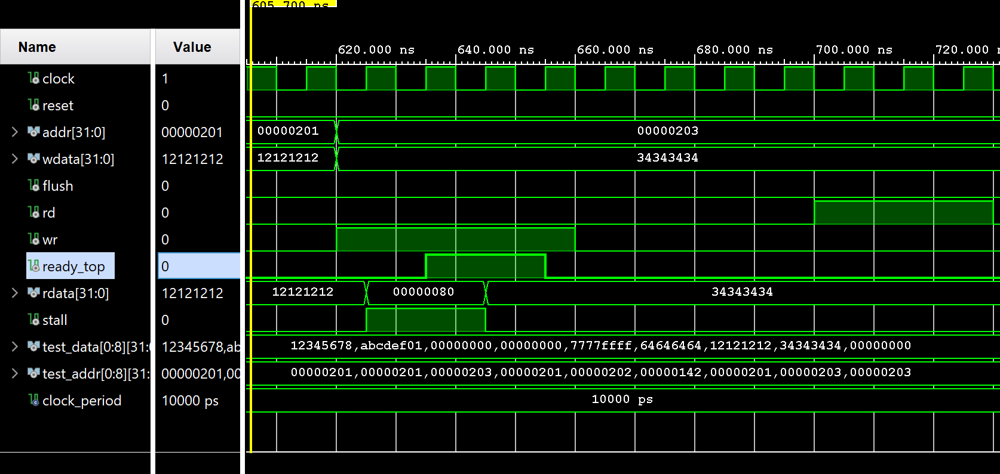 605.700 ns
620.000 ns 640.000 ns 660.000 ns 680.000 ns 700.000 ns 720.000
Name Value
clock 1
reset 0
addr[31:0] 00000201 00000201 00000203
wdata[31:0] 12121212 12121212 34343434
flush 0
rd 0
wr 0
ready_top 0
rdata[31:0] 12121212 12121212 00000080 34343434
stall 0
test_data[0:8][31:0 12345678,ab 12345678,abcdef01,00000000,00000000,7777ffff,64646464,12121212,34343434,00000000
test_addr[0:8][31: 00000201,00 00000201,00000201,00000203,00000201,00000202,00000142,00000201,00000203,00000203
clock_period 10000 ps 10000 ps